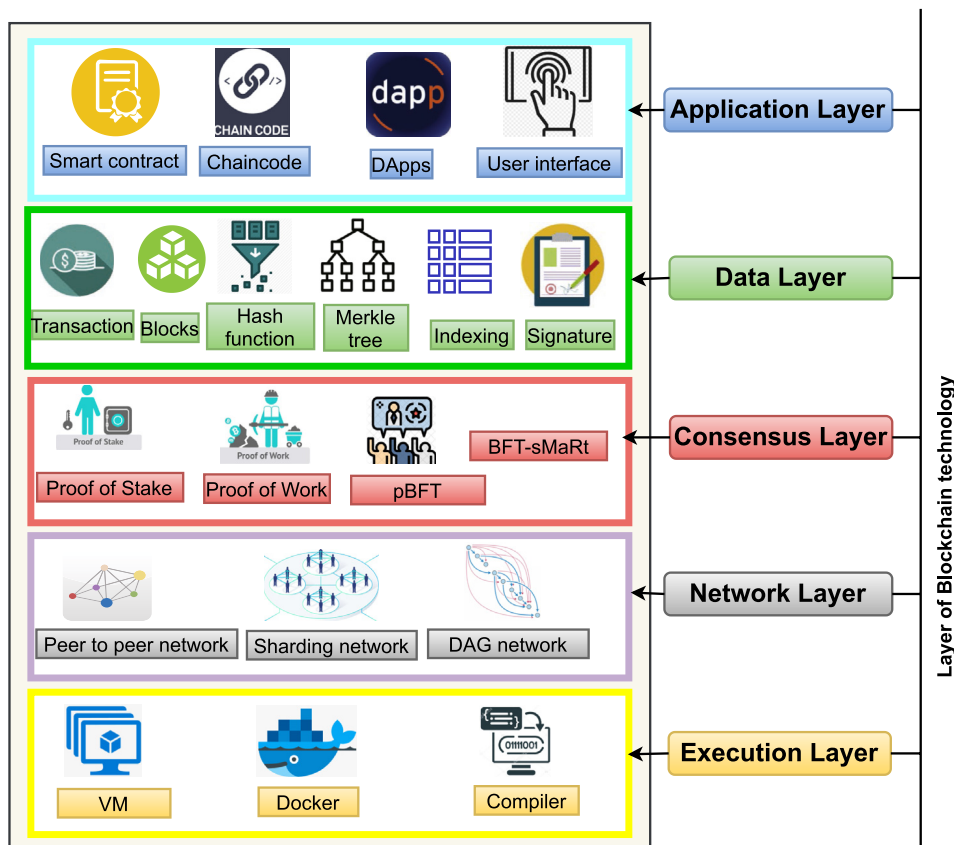 </>
CHAIN CODE
dapp
Smart contract
Chaincode
DApps
User interface
Application Layer
$
Transaction
Blocks
Hash
function
Merkle
tree
Indexing
Signature
Data Layer
Proof of Stake
Proof of Work
Proof of Stake
Proof of Work
pBFT
BFT-sMaRt
Consensus Layer
Peer to peer network
Sharding network
DAG network
Network Layer
{ }
01111001
VM
Docker
Compiler
Execution Layer
Layer of Blockchain technology